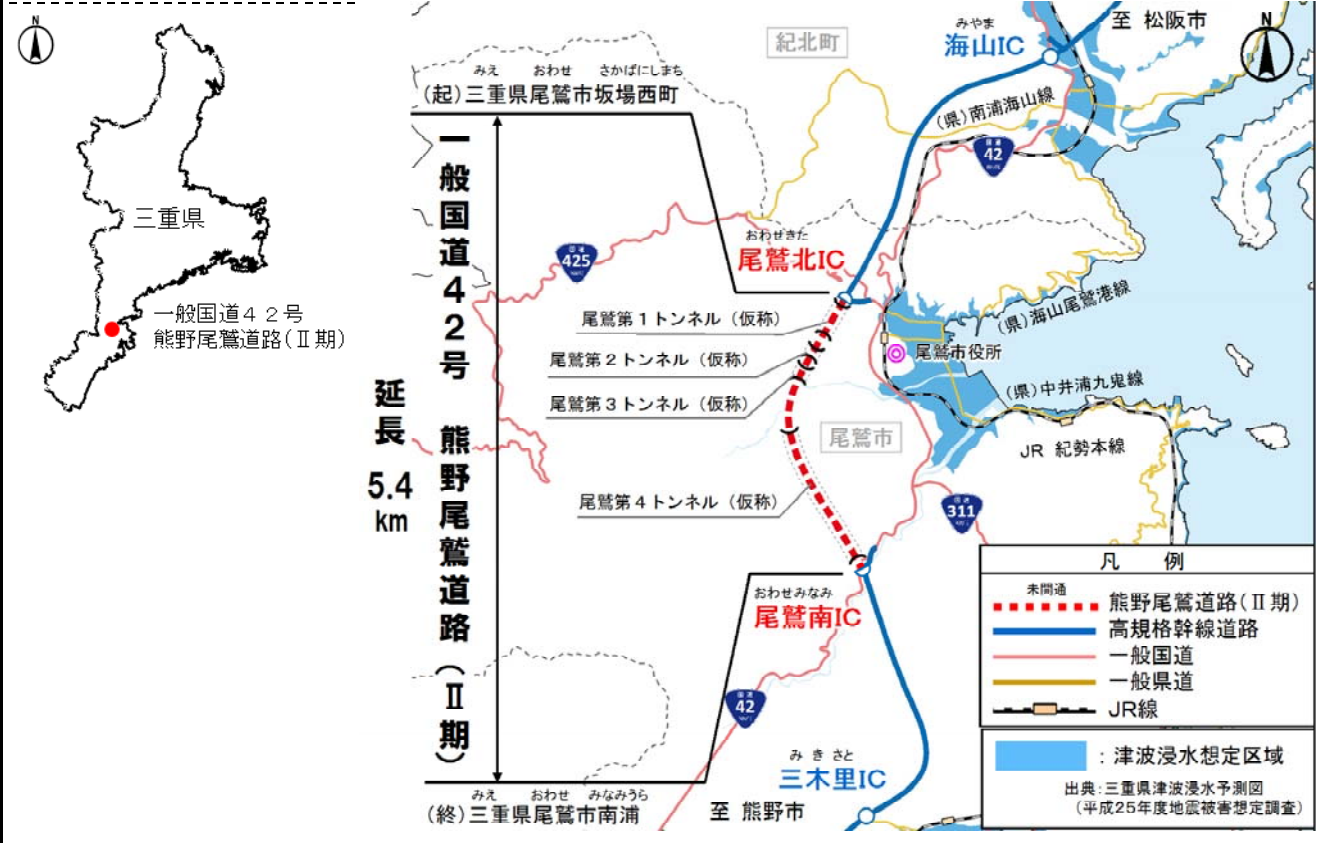 N
三重県
一般国道42号
熊野尾鷲道路(Ⅱ期)
みえ おわせ さかばにしまち
(起)三重県尾鷲市坂場西町
一般国道42号 熊野尾鷲道路(Ⅱ期)
延長
5.4
km
みえ おわせ みなみうら
(終)三重県尾鷲市南浦
紀北町
みやま
海山IC
至 松阪市
N
(県)南浦海山線
国道
42
国道
425
おわせきた
尾鷲北IC
尾鷲第1トンネル(仮称)
尾鷲第2トンネル(仮称)
尾鷲第3トンネル(仮称)
尾鷲第4トンネル(仮称)
(県)海山尾鷲港線
尾鷲市役所
(県)中井浦九鬼線
尾鷲市
JR 紀勢本線
国道
311
おわせみなみ
尾鷲南IC
国道
42
みきさと
三木里IC
至 熊野市
凡 例
未開通
熊野尾鷲道路(Ⅱ期)
高規格幹線道路
一般国道
一般県道
JR線
:津波浸水想定区域
出典:三重県津波浸水予測図
(平成25年度地震被害想定調査)